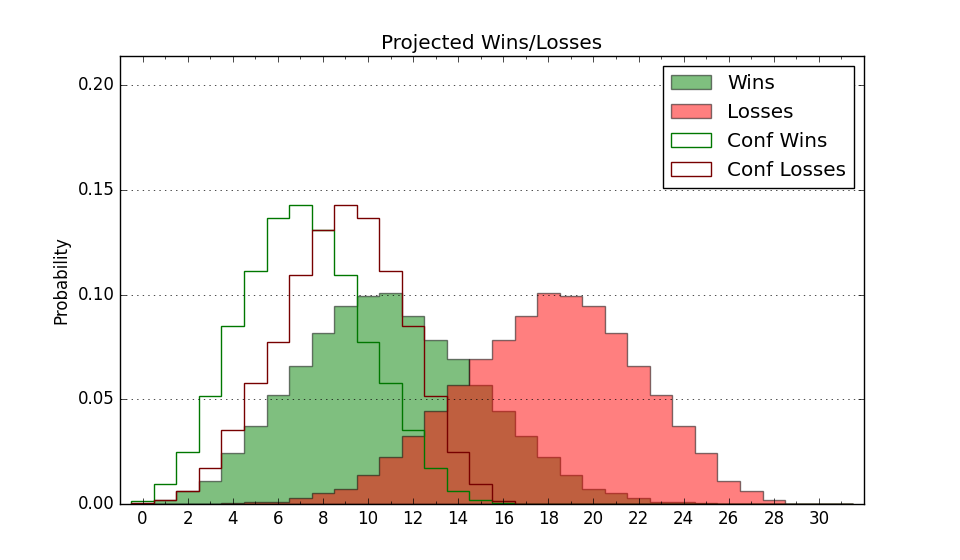 Projected Wins/Losses
Wins
Losses
Conf Wins
Conf Losses
Probability
0.20
0.15
0.10
0.05
0.00
0 2 4 6 8 10 12 14 16 18 20 22 24 26 28 30